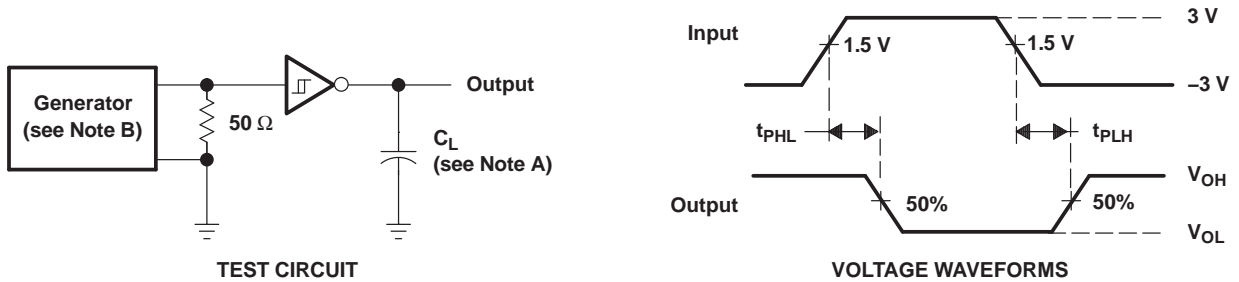 Generator
(see Note B)
50 Ω
Output
C_L
(see Note A)
TEST CIRCUIT
Input
1.5 V
1.5 V
3 V
–3 V
t_PHL
t_PLH
Output
50%
50%
V_OH
V_OL
VOLTAGE WAVEFORMS